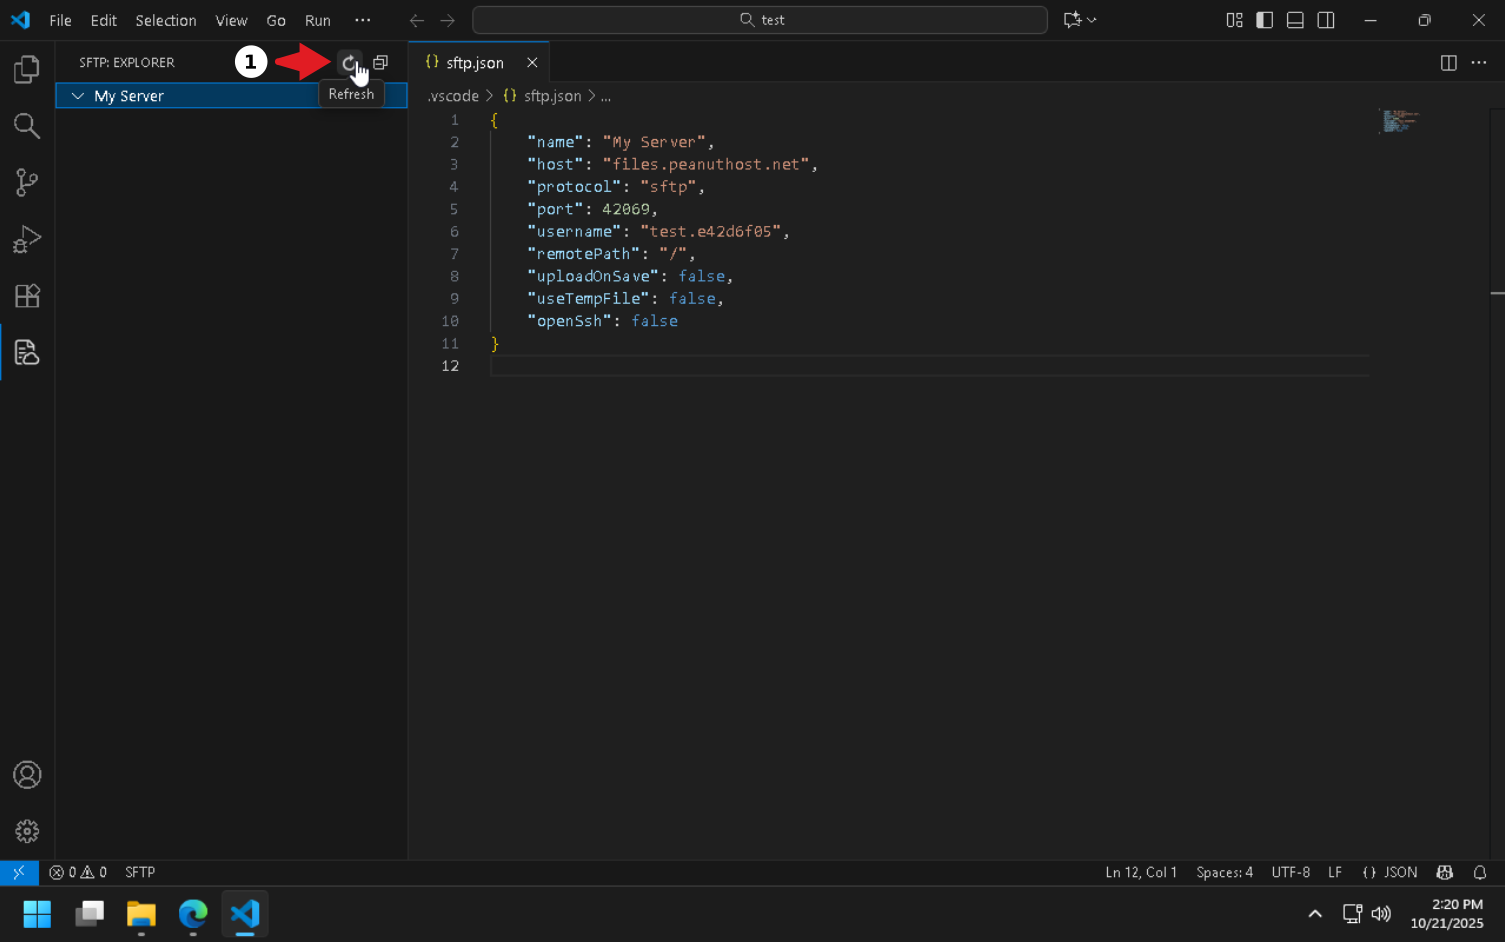 File Edit Selection View Go Run ···
test
SFTP: EXPLORER
1
Refresh
My Server
{} sftp.json
.vscode > {} sftp.json > ...
1 {
2 "name": "My Server",
3 "host": "files.peanuthost.net",
4 "protocol": "sftp",
5 "port": 42069,
6 "username": "test.e42d6f05",
7 "remotePath": "/",
8 "uploadOnSave": false,
9 "useTempFile": false,
10 "openSsh": false
11 }
12
0 0 SFTP
Ln 12, Col 1 Spaces: 4 UTF-8 LF {} JSON
2:20 PM
10/21/2025